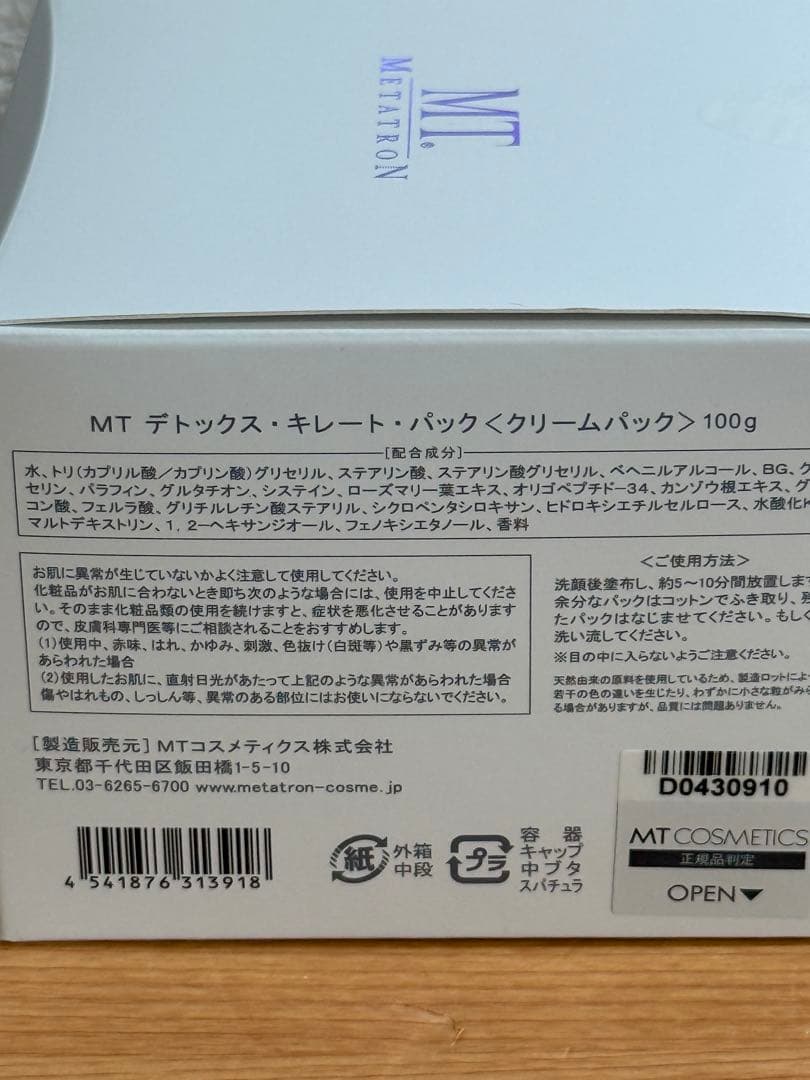 MT.®
METATRON
MT デトックス・キレート・パック<クリームパック>100g
[配合成分]
水、トリ(カプリル酸/カプリン酸)グリセリル、ステアリン酸、ステアリン酸グリセリル、ベヘニルアルコール、BG、グ
セリン、パラフィン、グルタチオン、システイン、ローズマリー葉エキス、オリゴペプチド-34、カンゾウ根エキス、グ
コン酸、フェルラ酸、グリチルレチン酸ステアリル、シクロペンタシロキサン、ヒドロキシエチルセルロース、水酸化K
マルトデキストリン、1,2-ヘキサンジオール、フェノキシエタノール、香料
お肌に異常が生じていないかよく注意して使用してください。
化粧品がお肌に合わないとき即ち次のような場合には、使用を中止してくださ
い。そのまま化粧品類の使用を続けますと、症状を悪化させることがあります
ので、皮膚科専門医等にご相談されることをおすすめします。
(1)使用中、赤味、はれ、かゆみ、刺激、色抜け(白斑等)や黒ずみ等の異常が
あらわれた場合
(2)使用したお肌に、直射日光があたって上記のような異常があらわれた場合
傷やはれもの、しっしん等、異常のある部位にはお使いにならないでください。
<ご使用方法>
洗顔後塗布し、約5~10分間放置しま
余分なパックはコットンでふき取り、残
たパックはなじませてください。もしく
洗い流してください。
※目の中に入らないようご注意ください。
天然由来の原料を使用しているため、製造ロットによっ
若干の色の違いを生じたり、わずかに小さな粒がみら
る場合がありますが、品質には問題ありません。
[製造販売元]MTコスメティクス株式会社
東京都千代田区飯田橋1-5-10
TEL.03-6265-6700 www.metatron-cosme.jp
4 541876 313918
紙 外箱
中段
プラ 容器
キャップ
中ブタ
スパチュラ
D0430910
MT COSMETICS
正規品判定
OPEN▼